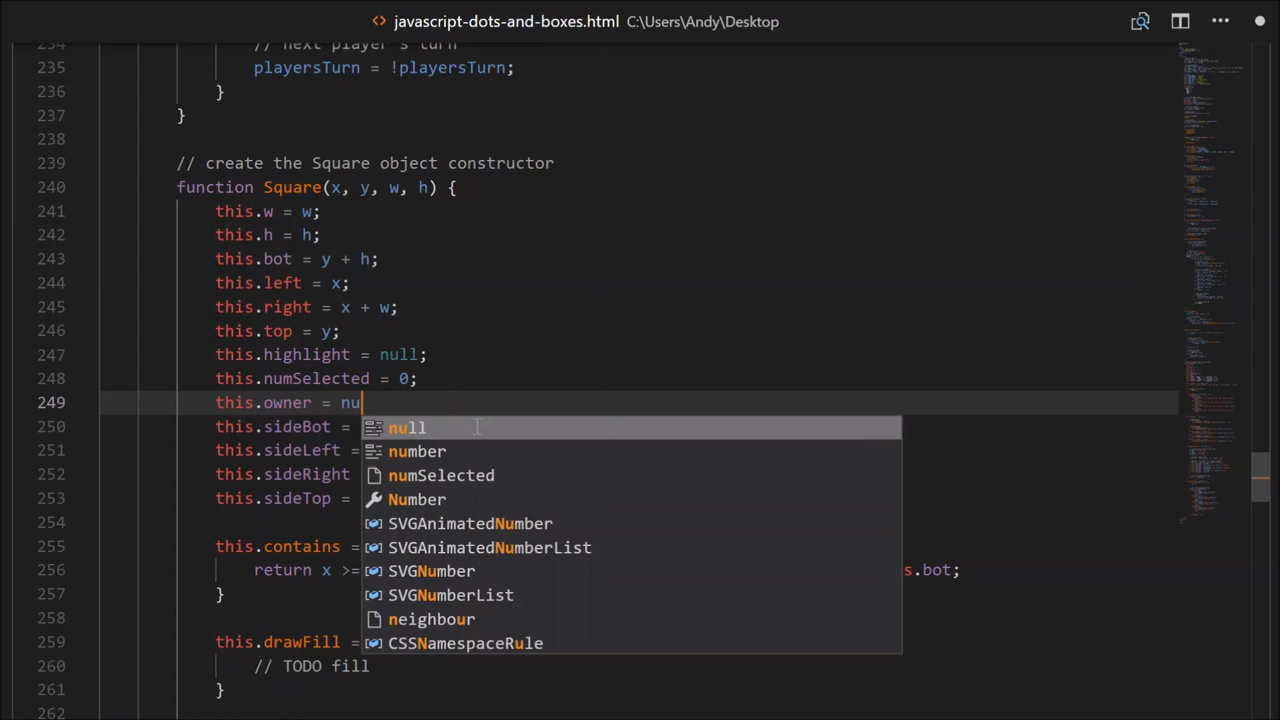 <> javascript-dots-and-boxes.html C:\Users\Andy\Desktop
234 // next player's turn
235 playersTurn = !playersTurn;
236 }
237 }
238
239 // create the Square object constructor
240 function Square(x, y, w, h) {
241 this.w = w;
242 this.h = h;
243 this.bot = y + h;
244 this.left = x;
245 this.right = x + w;
246 this.top = y;
247 this.highlight = null;
248 this.numSelected = 0;
249 this.owner = nu
250 this.sideBot = null
251 this.sideLeft = number
252 this.sideRight numSelected
253 this.sideTop = Number
254 SVGAnimatedNumber
255 this.contains = SVGAnimatedNumberList
256 return x >= SVGNumber s.bot;
257 } SVGNumberList
258 neighbour
259 this.drawFill = CSSNamespaceRule
260 // TODO fill
261 }
262